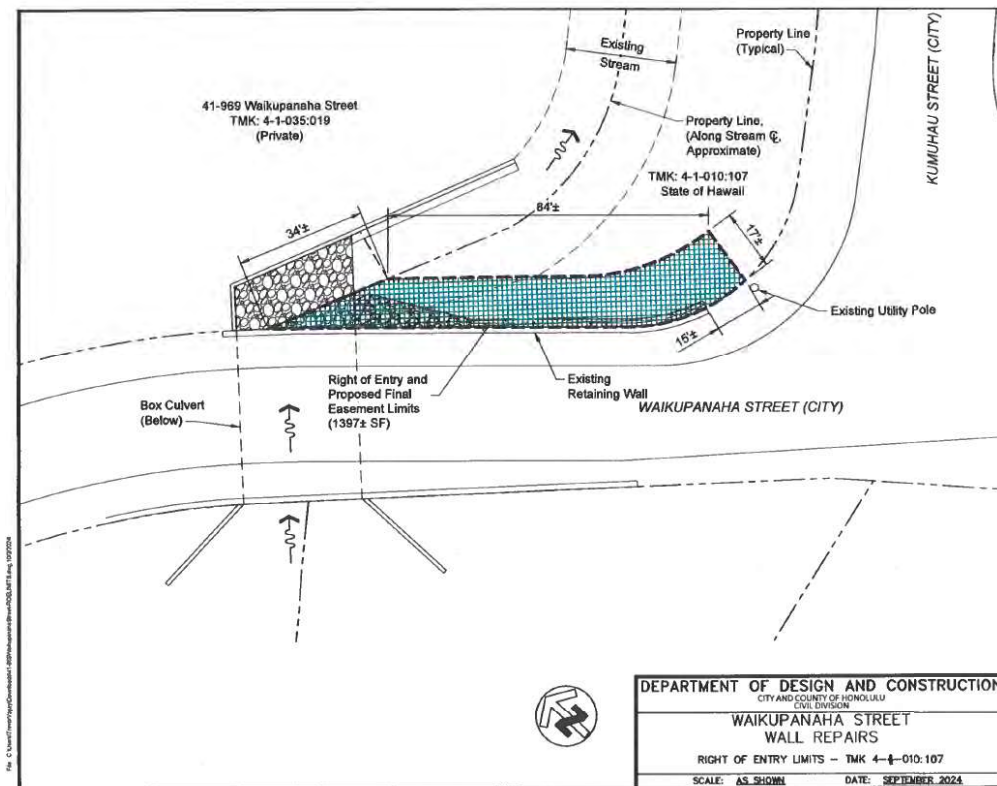 Existing
Stream
Property Line
(Typical)
KUMUHAU STREET (CITY)
41-969 Waikupanaha Street
TMK: 4-1-035:019
(Private)
Property Line,
(Along Stream ℄,
Approximate)
TMK: 4-1-010:107
State of Hawaii
84'±
34'±
17'±
Existing Utility Pole
15'±
Right of Entry and
Proposed Final
Easement Limits
(1397± SF)
Existing
Retaining Wall
Box Culvert
(Below)
WAIKUPANAHA STREET (CITY)
DEPARTMENT OF DESIGN AND CONSTRUCTION
CITY AND COUNTY OF HONOLULU
CIVIL DIVISION
WAIKUPANAHA STREET
WALL REPAIRS
RIGHT OF ENTRY LIMITS – TMK 4-1-010:107
SCALE: AS SHOWN DATE: SEPTEMBER 2024